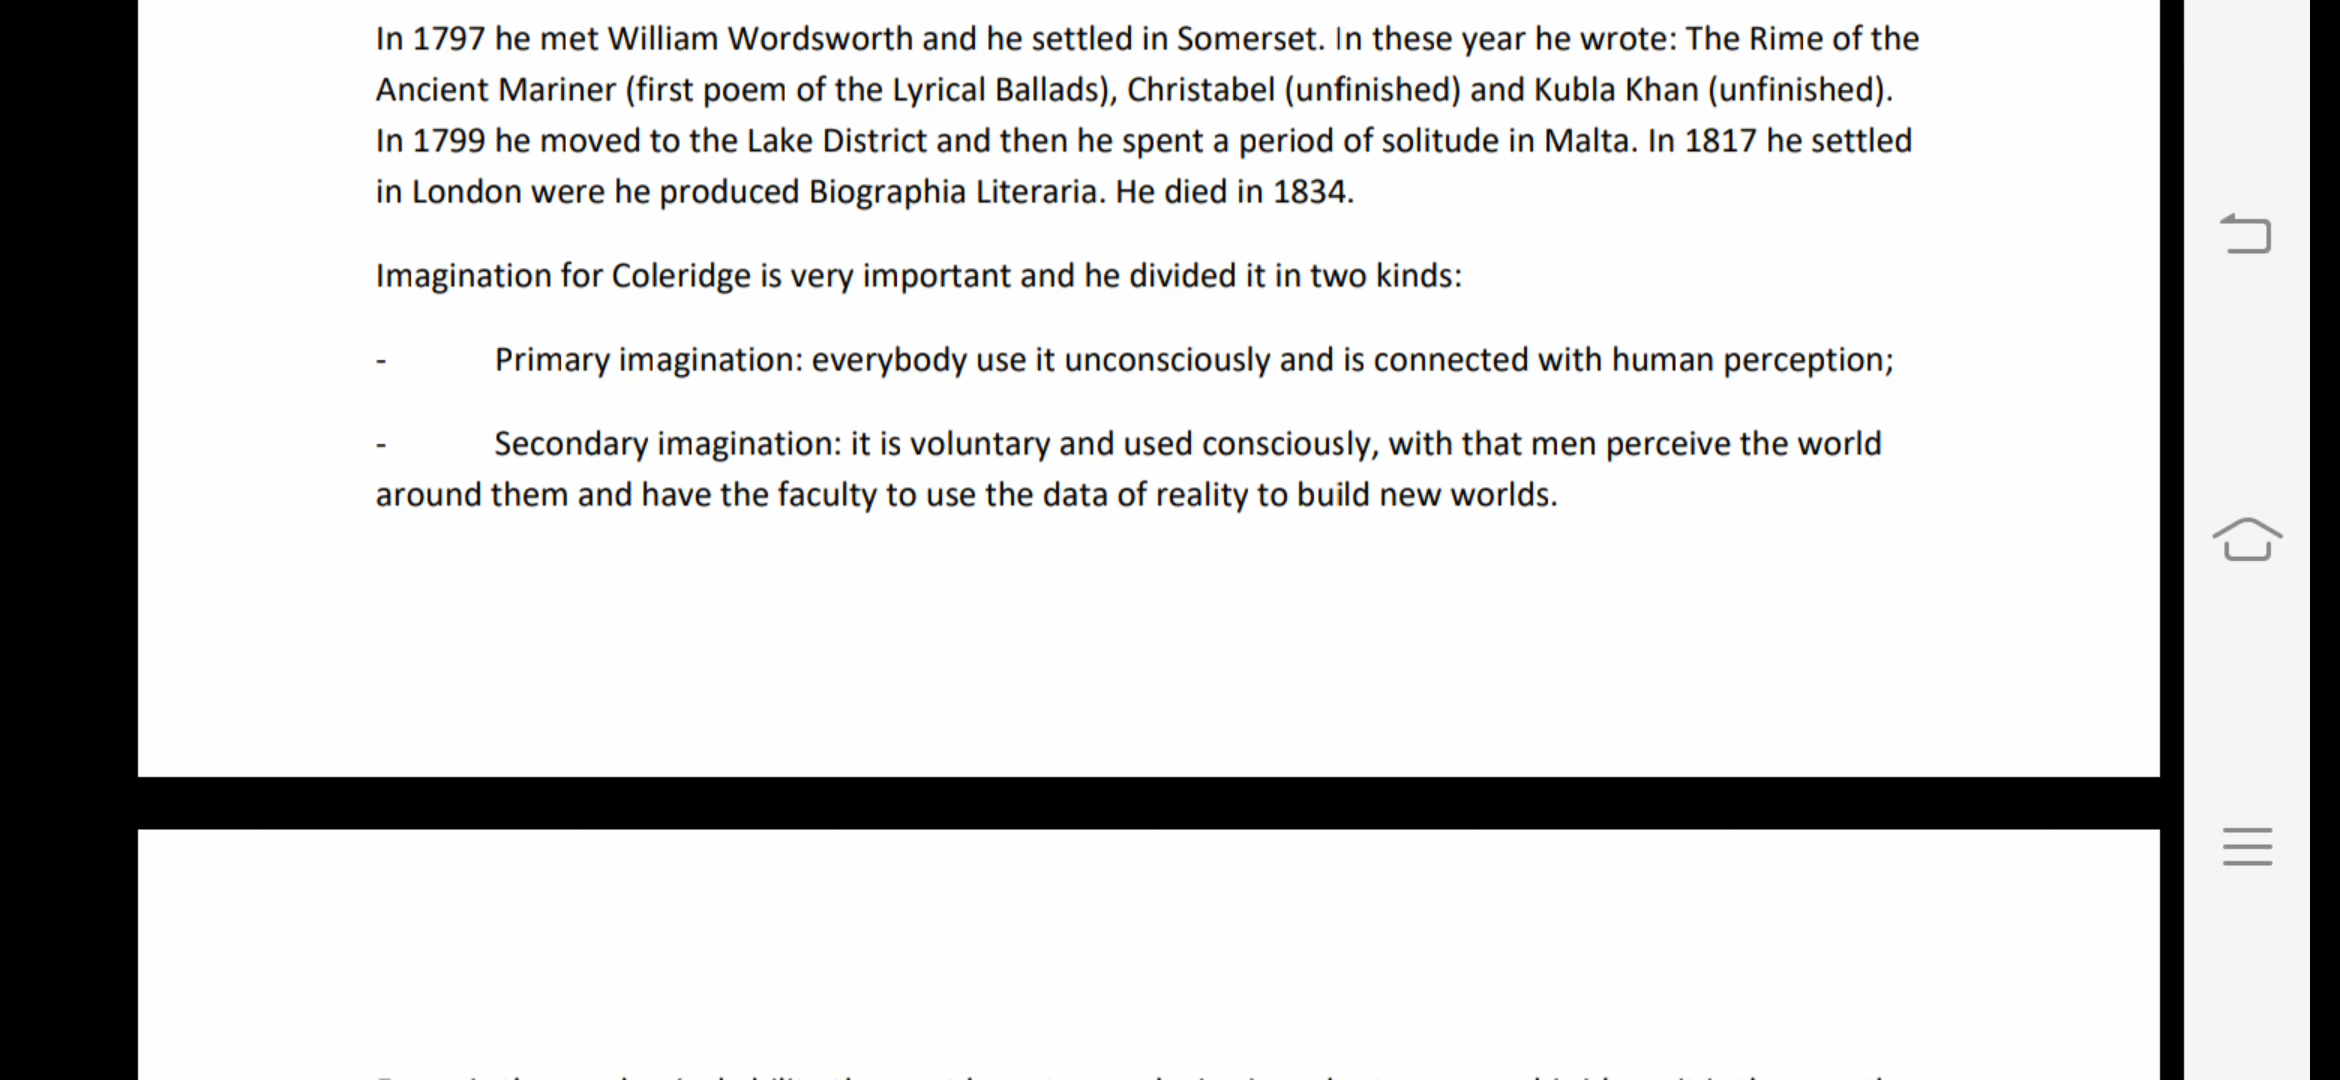 In 1797 he met William Wordsworth and he settled in Somerset. In these year he wrote: The Rime of the
Ancient Mariner (first poem of the Lyrical Ballads), Christabel (unfinished) and Kubla Khan (unfinished).
In 1799 he moved to the Lake District and then he spent a period of solitude in Malta. In 1817 he settled
in London were he produced Biographia Literaria. He died in 1834.
Imagination for Coleridge is very important and he divided it in two kinds:
- Primary imagination: everybody use it unconsciously and is connected with human perception;
- Secondary imagination: it is voluntary and used consciously, with that men perceive the world
around them and have the faculty to use the data of reality to build new worlds.